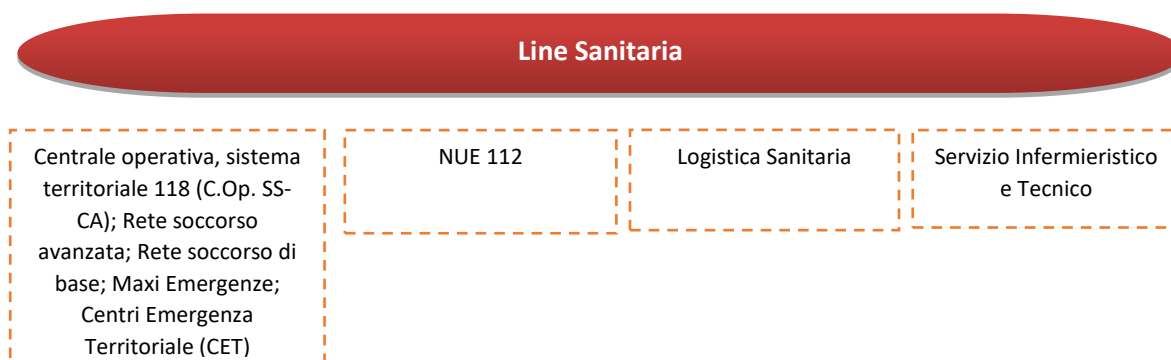 Line Sanitaria
Centrale operativa, sistema
territoriale 118 (C.Op. SS-
CA); Rete soccorso
avanzata; Rete soccorso di
base; Maxi Emergenze;
Centri Emergenza
Territoriale (CET)
NUE 112
Logistica Sanitaria
Servizio Infermieristico
e Tecnico